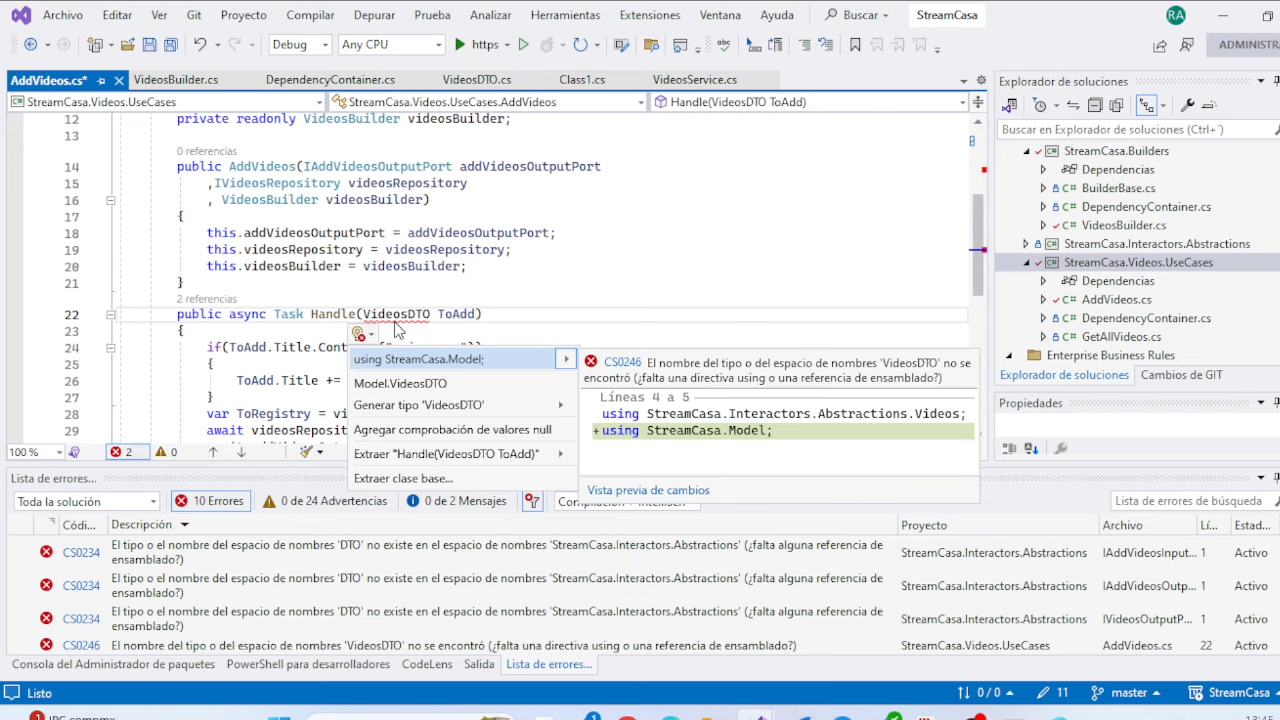 Archivo Editar Ver Git Proyecto Compilar Depurar Prueba Analizar Herramientas Extensiones Ventana Ayuda Buscar StreamCasa RA
Debug Any CPU https ADMINISTR
AddVideos.cs* VideosBuilder.cs DependencyContainer.cs VideosDTO.cs Class1.cs VideosService.cs
StreamCasa.Videos.UseCases StreamCasa.Videos.UseCases.AddVideos Handle(VideosDTO ToAdd)
12 private readonly VideosBuilder videosBuilder;
13
0 referencias
14 public AddVideos(IAddVideosOutputPort addVideosOutputPort
15 ,IVideosRepository videosRepository
16 , VideosBuilder videosBuilder)
17 {
18 this.addVideosOutputPort = addVideosOutputPort;
19 this.videosRepository = videosRepository;
20 this.videosBuilder = videosBuilder;
21 }
2 referencias
22 public async Task Handle(VideosDTO ToAdd)
23 {
24 if(ToAdd.Title.Cont
25 {
26 ToAdd.Title +=
27 }
28 var ToRegistry = vi
29 await videosReposi
using StreamCasa.Model;
Model.VideosDTO
Generar tipo 'VideosDTO'
Agregar comprobación de valores null
Extraer "Handle(VideosDTO ToAdd)"
Extraer clase base...
CS0246 El nombre del tipo o del espacio de nombres 'VideosDTO' no se
encontró (¿falta una directiva using o una referencia de ensamblado?)
Líneas 4 a 5
using StreamCasa.Interactors.Abstractions.Videos;
+using StreamCasa.Model;
Vista previa de cambios
100 % 2 0
Explorador de soluciones
Buscar en Explorador de soluciones (Ctrl+´)
StreamCasa.Builders
Dependencias
C# BuilderBase.cs
C# DependencyContainer.cs
C# VideosBuilder.cs
StreamCasa.Interactors.Abstractions
StreamCasa.Videos.UseCases
Dependencias
C# AddVideos.cs
C# DependencyContainer.cs
C# GetAllVideos.cs
Enterprise Business Rules
Explorador de soluciones Cambios de GIT
Propiedades
Lista de errores...
Toda la solución 10 Errores 0 de 24 Advertencias 0 de 2 Mensajes Lista de errores de búsqueda
Códi... Descripción Proyecto Archivo Lí... Estad...
CS0234 El tipo o el nombre del espacio de nombres 'DTO' no existe en el espacio de nombres 'StreamCasa.Interactors.Abstractions' (¿falta alguna referencia de
ensamblado?) StreamCasa.Interactors.Abstractions IAddVideosInput... 1 Activo
CS0234 El tipo o el nombre del espacio de nombres 'DTO' no existe en el espacio de nombres 'StreamCasa.Interactors.Abstractions' (¿falta alguna referencia de
ensamblado?) StreamCasa.Interactors.Abstractions IAddVideosOutp... 1 Activo
CS0234 El tipo o el nombre del espacio de nombres 'DTO' no existe en el espacio de nombres 'StreamCasa.Interactors.Abstractions' (¿falta alguna referencia de
ensamblado?) StreamCasa.Interactors.Abstractions IVideosOutputP... 1 Activo
CS0246 El nombre del tipo o del espacio de nombres 'VideosDTO' no se encontró (¿falta una directiva using o una referencia de ensamblado?) StreamCasa.Videos.UseCases AddVideos.cs 22 Activo
Consola del Administrador de paquetes PowerShell para desarrolladores CodeLens Salida Lista de errores...
Listo 0 / 0 11 master StreamCasa